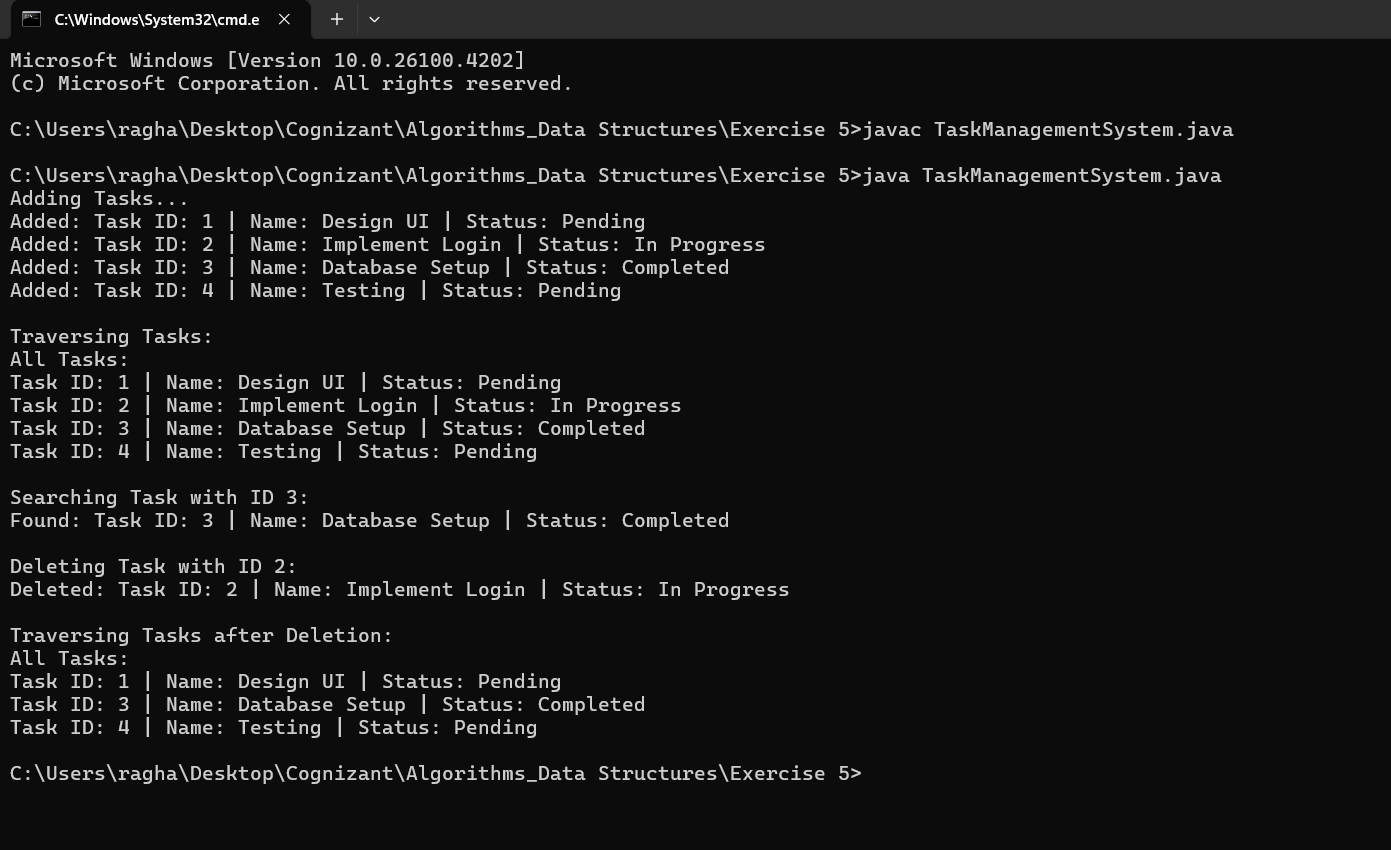 C:\Windows\System32\cmd.e
Microsoft Windows [Version 10.0.26100.4202]
(c) Microsoft Corporation. All rights reserved.
C:\Users\ragha\Desktop\Cognizant\Algorithms_Data Structures\Exercise 5>javac TaskManagementSystem.java
C:\Users\ragha\Desktop\Cognizant\Algorithms_Data Structures\Exercise 5>java TaskManagementSystem.java
Adding Tasks...
Added: Task ID: 1 | Name: Design UI | Status: Pending
Added: Task ID: 2 | Name: Implement Login | Status: In Progress
Added: Task ID: 3 | Name: Database Setup | Status: Completed
Added: Task ID: 4 | Name: Testing | Status: Pending
Traversing Tasks:
All Tasks:
Task ID: 1 | Name: Design UI | Status: Pending
Task ID: 2 | Name: Implement Login | Status: In Progress
Task ID: 3 | Name: Database Setup | Status: Completed
Task ID: 4 | Name: Testing | Status: Pending
Searching Task with ID 3:
Found: Task ID: 3 | Name: Database Setup | Status: Completed
Deleting Task with ID 2:
Deleted: Task ID: 2 | Name: Implement Login | Status: In Progress
Traversing Tasks after Deletion:
All Tasks:
Task ID: 1 | Name: Design UI | Status: Pending
Task ID: 3 | Name: Database Setup | Status: Completed
Task ID: 4 | Name: Testing | Status: Pending
C:\Users\ragha\Desktop\Cognizant\Algorithms_Data Structures\Exercise 5>